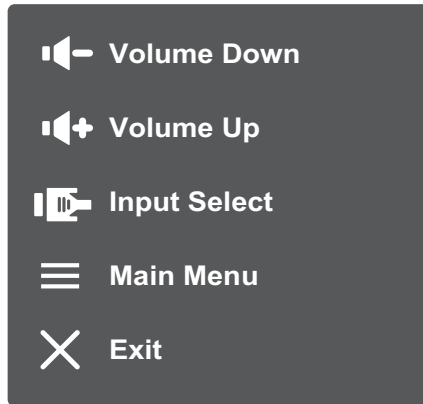 Volume Down
Volume Up
Input Select
Main Menu
Exit